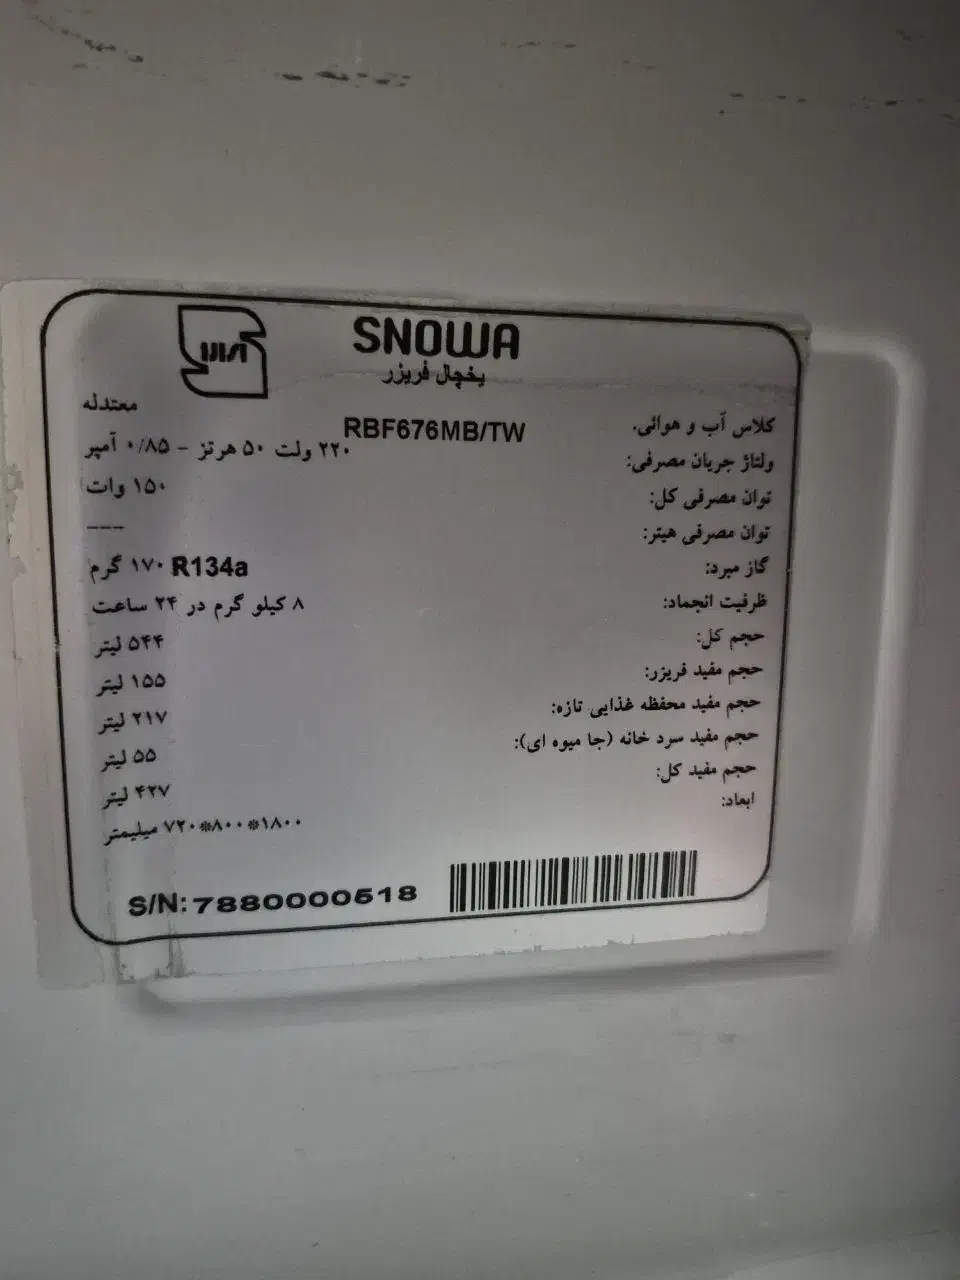 SNOWA
یخچال فریزر
RBF676MB/TW
کلاس آب و هوائی: معتدله
ولتاژ جریان مصرفی: ۲۲۰ ولت ۵۰ هرتز - ۰/۸۵ آمپر
توان مصرفی کل: ۱۵۰ وات
توان مصرفی هیتر: ---
گاز مبرد: R134a ۱۷۰ گرم
ظرفیت انجماد: ۸ کیلو گرم در ۲۴ ساعت
حجم کل: ۵۴۴ لیتر
حجم مفید فریزر: ۱۵۵ لیتر
حجم مفید محفظه غذایی تازه: ۲۱۷ لیتر
حجم مفید سرد خانه (جا میوه ای): ۵۵ لیتر
حجم مفید کل: ۴۲۷ لیتر
ابعاد: ۱۸۰۰*۸۰۰*۷۲۰ میلیمتر
S/N: 7880000518